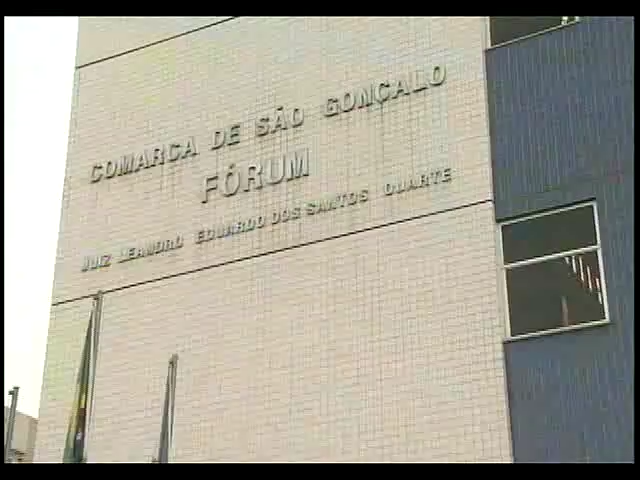 COMARCA DE SÃO GONÇALO
FÓRUM
JUIZ LEANDRO EDUARDO DOS SANTOS DUARTE